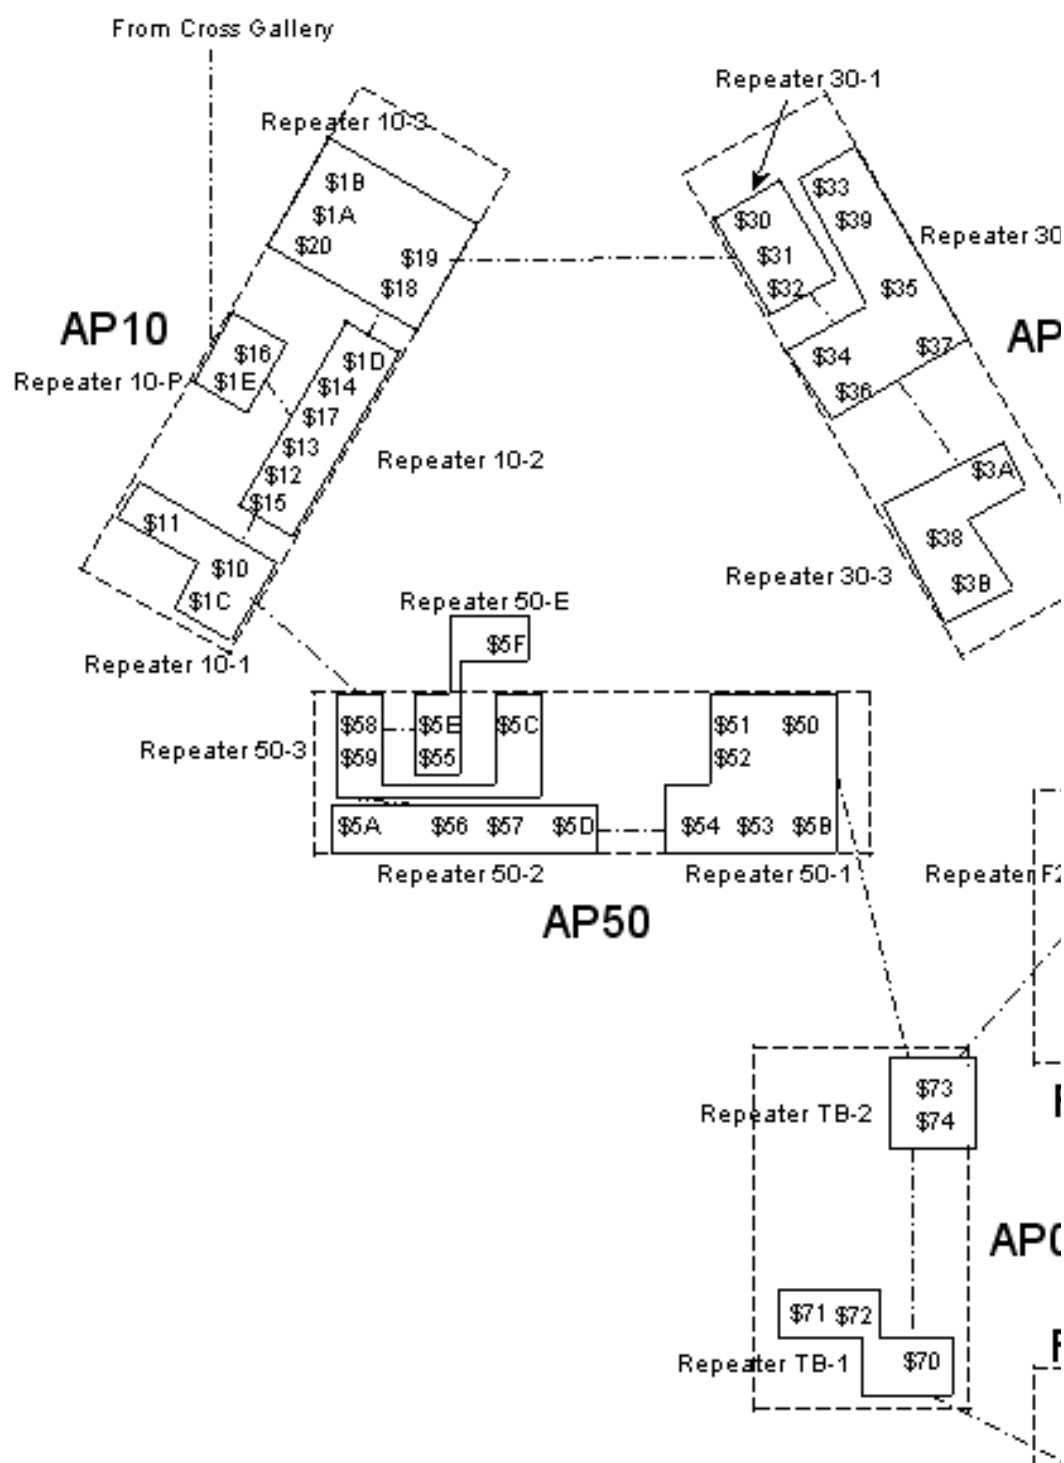 From Cross Gallery
Repeater 30-1
Repeater 10-3
$1B
$1A
$20
$19
$18
$30
$31
$32
$33
$39
$35
$37
$34
$36
Repeater 30
AP10
AP
$16
$1E
Repeater 10-P
$1D
$14
$17
$13
$12
$15
Repeater 10-2
$11
$10
$1C
Repeater 10-1
$3A
$38
$3B
Repeater 30-3
Repeater 50-E
$5F
$58
$59
$5E
$55
$5C
Repeater 50-3
$51 $50
$52
$5A $56 $57 $5D
$54 $53 $5B
Repeater 50-2
Repeater 50-1
Repeater F2
AP50
$73
$74
Repeater TB-2
$71 $72
$70
Repeater TB-1